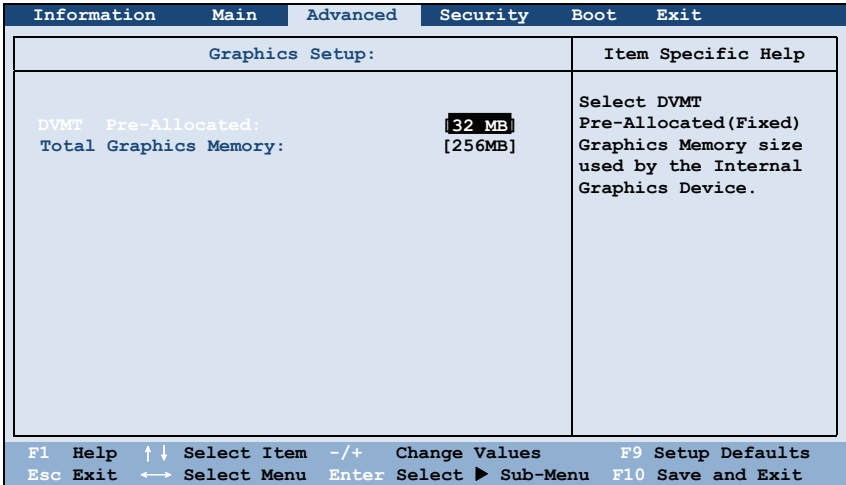 Information Main Advanced Security Boot Exit
Graphics Setup:
Item Specific Help
DVMT Pre-Allocated: [32 MB]
Total Graphics Memory: [256MB]
Select DVMT
Pre-Allocated(Fixed)
Graphics Memory size
used by the Internal
Graphics Device.
F1 Help ↑↓ Select Item -/+ Change Values F9 Setup Defaults
Esc Exit ←→ Select Menu Enter Select ▶ Sub-Menu F10 Save and Exit